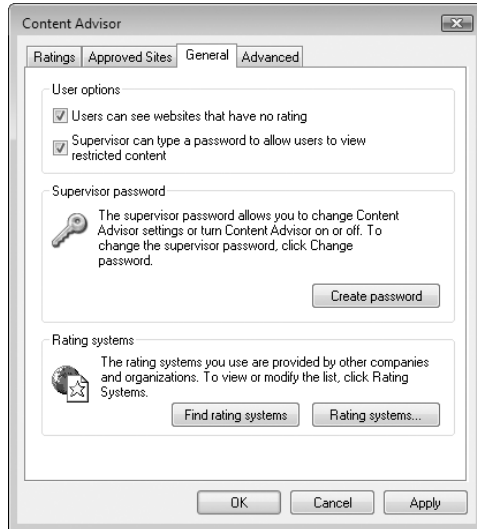 Content Advisor
Ratings Approved Sites General Advanced
User options
Users can see websites that have no rating
Supervisor can type a password to allow users to view
restricted content
Supervisor password
The supervisor password allows you to change Content
Advisor settings or turn Content Advisor on or off. To
change the supervisor password, click Change
password.
Create password
Rating systems
The rating systems you use are provided by other companies
and organizations. To view or modify the list, click Rating
Systems.
Find rating systems Rating systems...
OK Cancel Apply